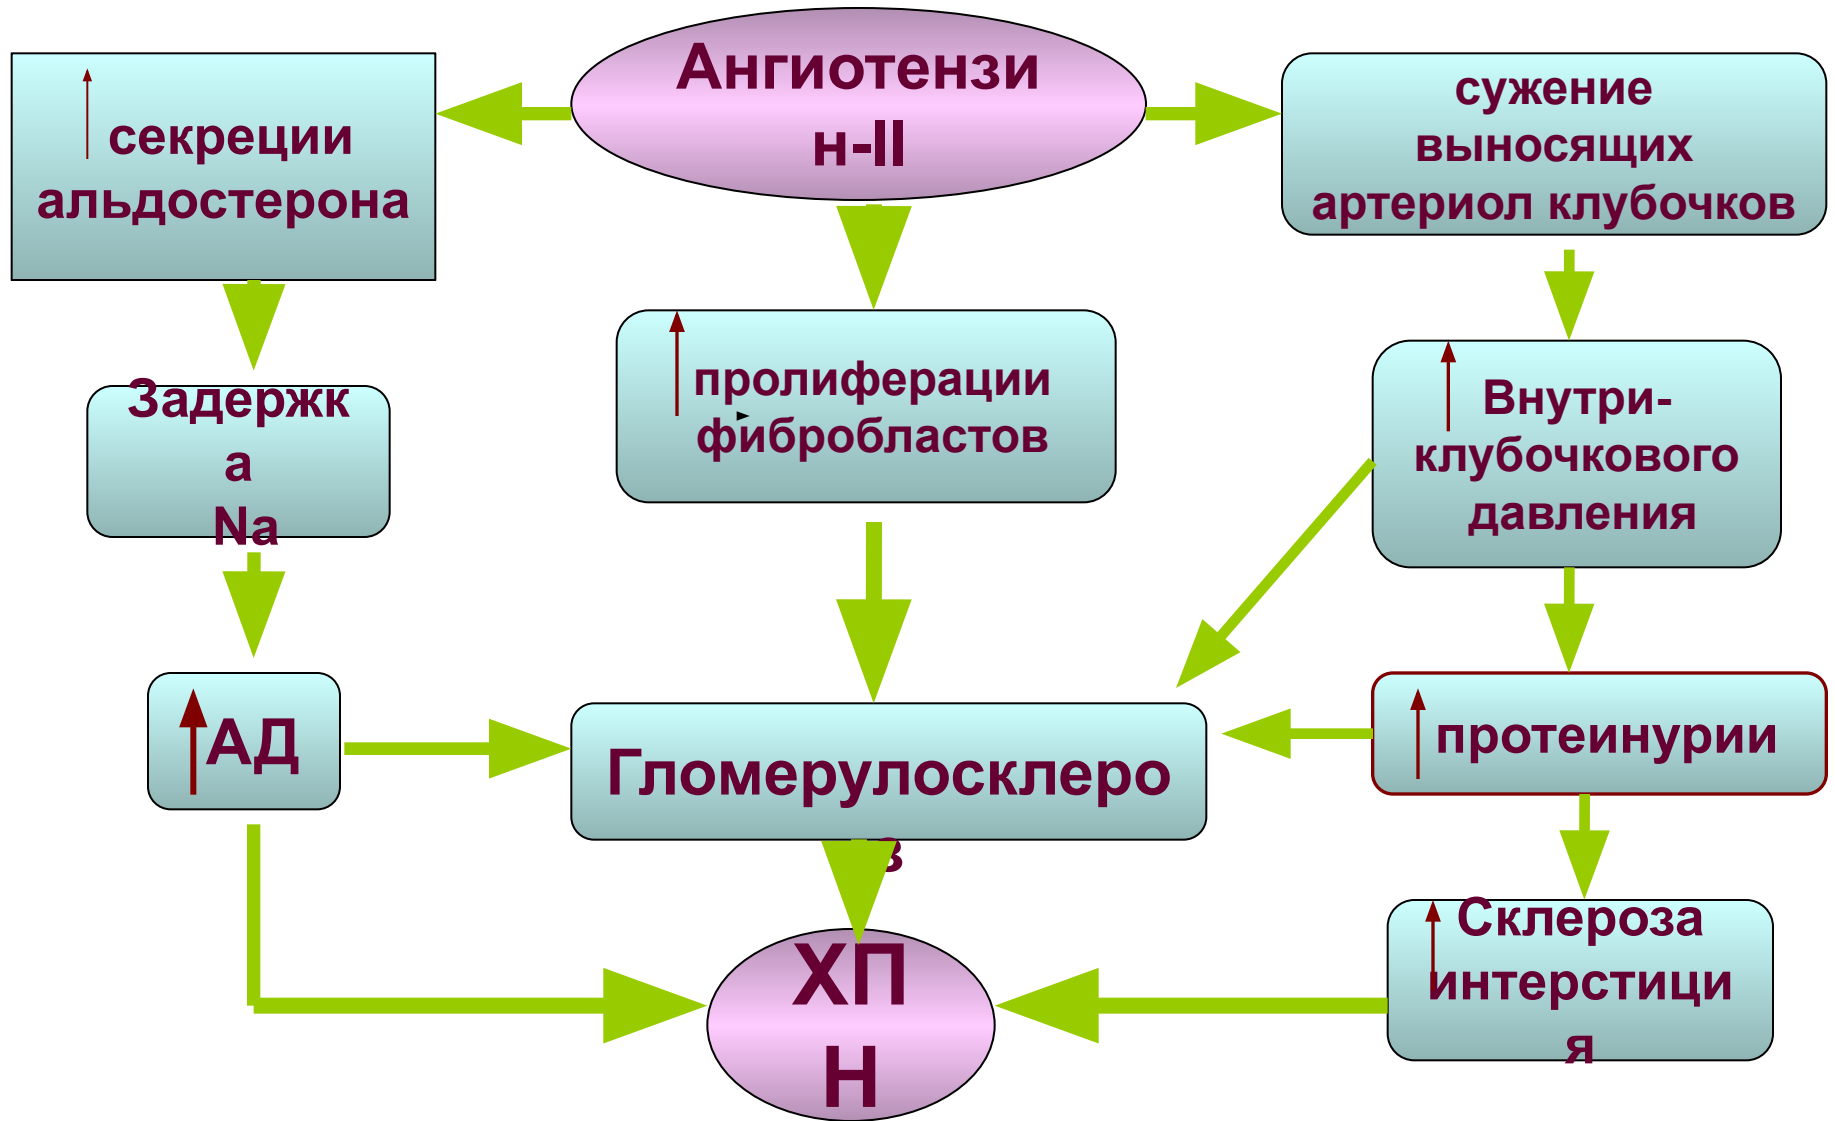 Ангиотензи
н-II
секреции
альдостерона
сужение
выносящих
артериол клубочков
Задержк
а
Na
пролиферации
фибробластов
Внутри-
клубочкового
давления
АД
Гломерулосклеро
з
протеинурии
Склероза
интерстици
я
ХП
Н